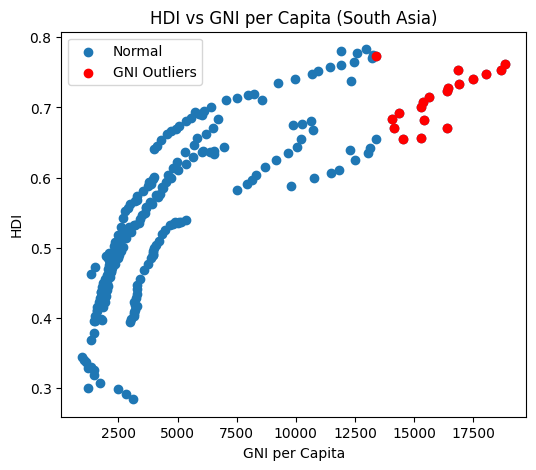 HDI vs GNI per Capita (South Asia)
Normal
GNI Outliers
HDI
0.8
0.7
0.6
0.5
0.4
0.3
2500
5000
7500
10000
12500
15000
17500
GNI per Capita